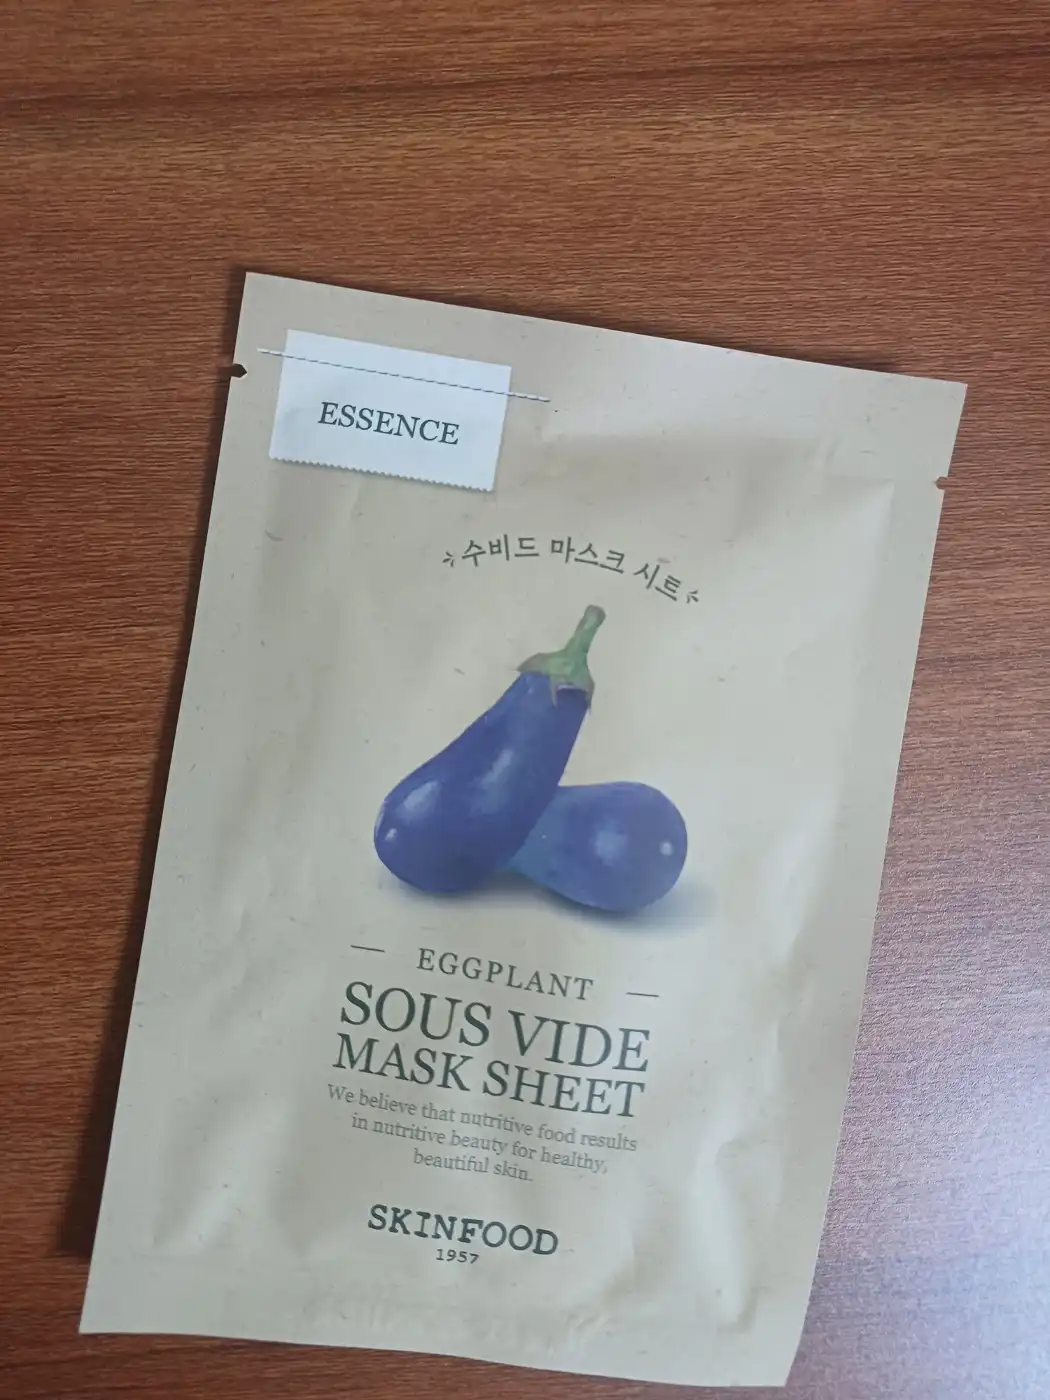 ESSENCE
수비드 마스크 시트
EGGPLANT
SOUS VIDE
MASK SHEET
We believe that nutritive food results
in nutritive beauty for healthy,
beautiful skin.
SKINFOOD
1957